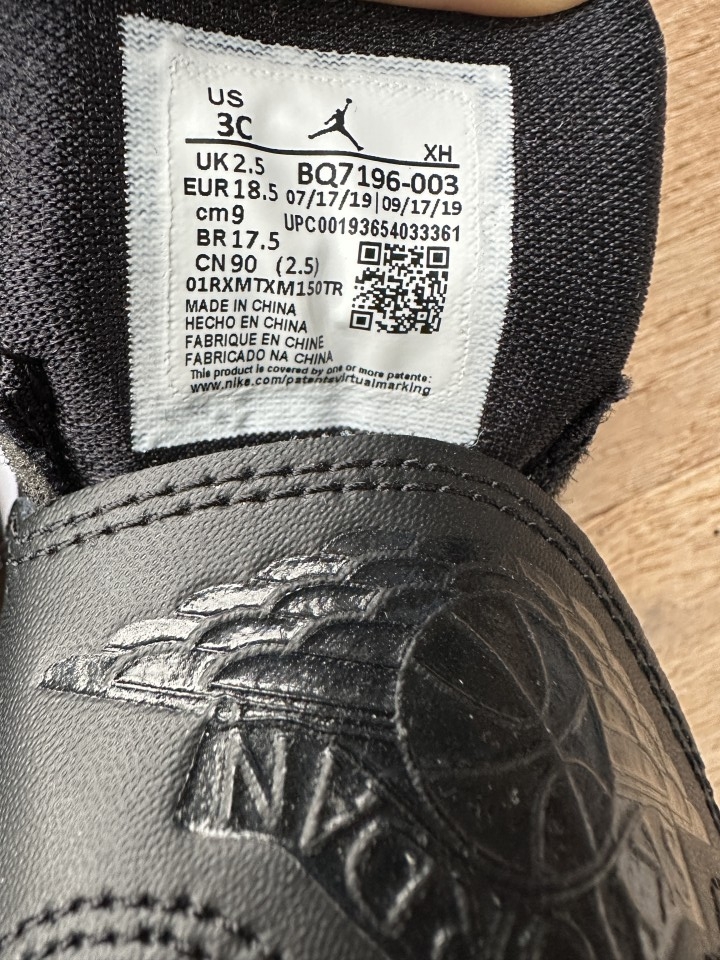 US
3C
XH
UK 2.5
BQ7196-003
EUR 18.5
07/17/19|09/17/19
cm 9
UPC00193654033361
BR 17.5
CN 90 (2.5)
01RXMTXM150TR
MADE IN CHINA
HECHO EN CHINA
FABRIQUE EN CHINE
FABRICADO NA CHINA
This product is covered by one or more patents:
www.nike.com/patentsvirtualmarking